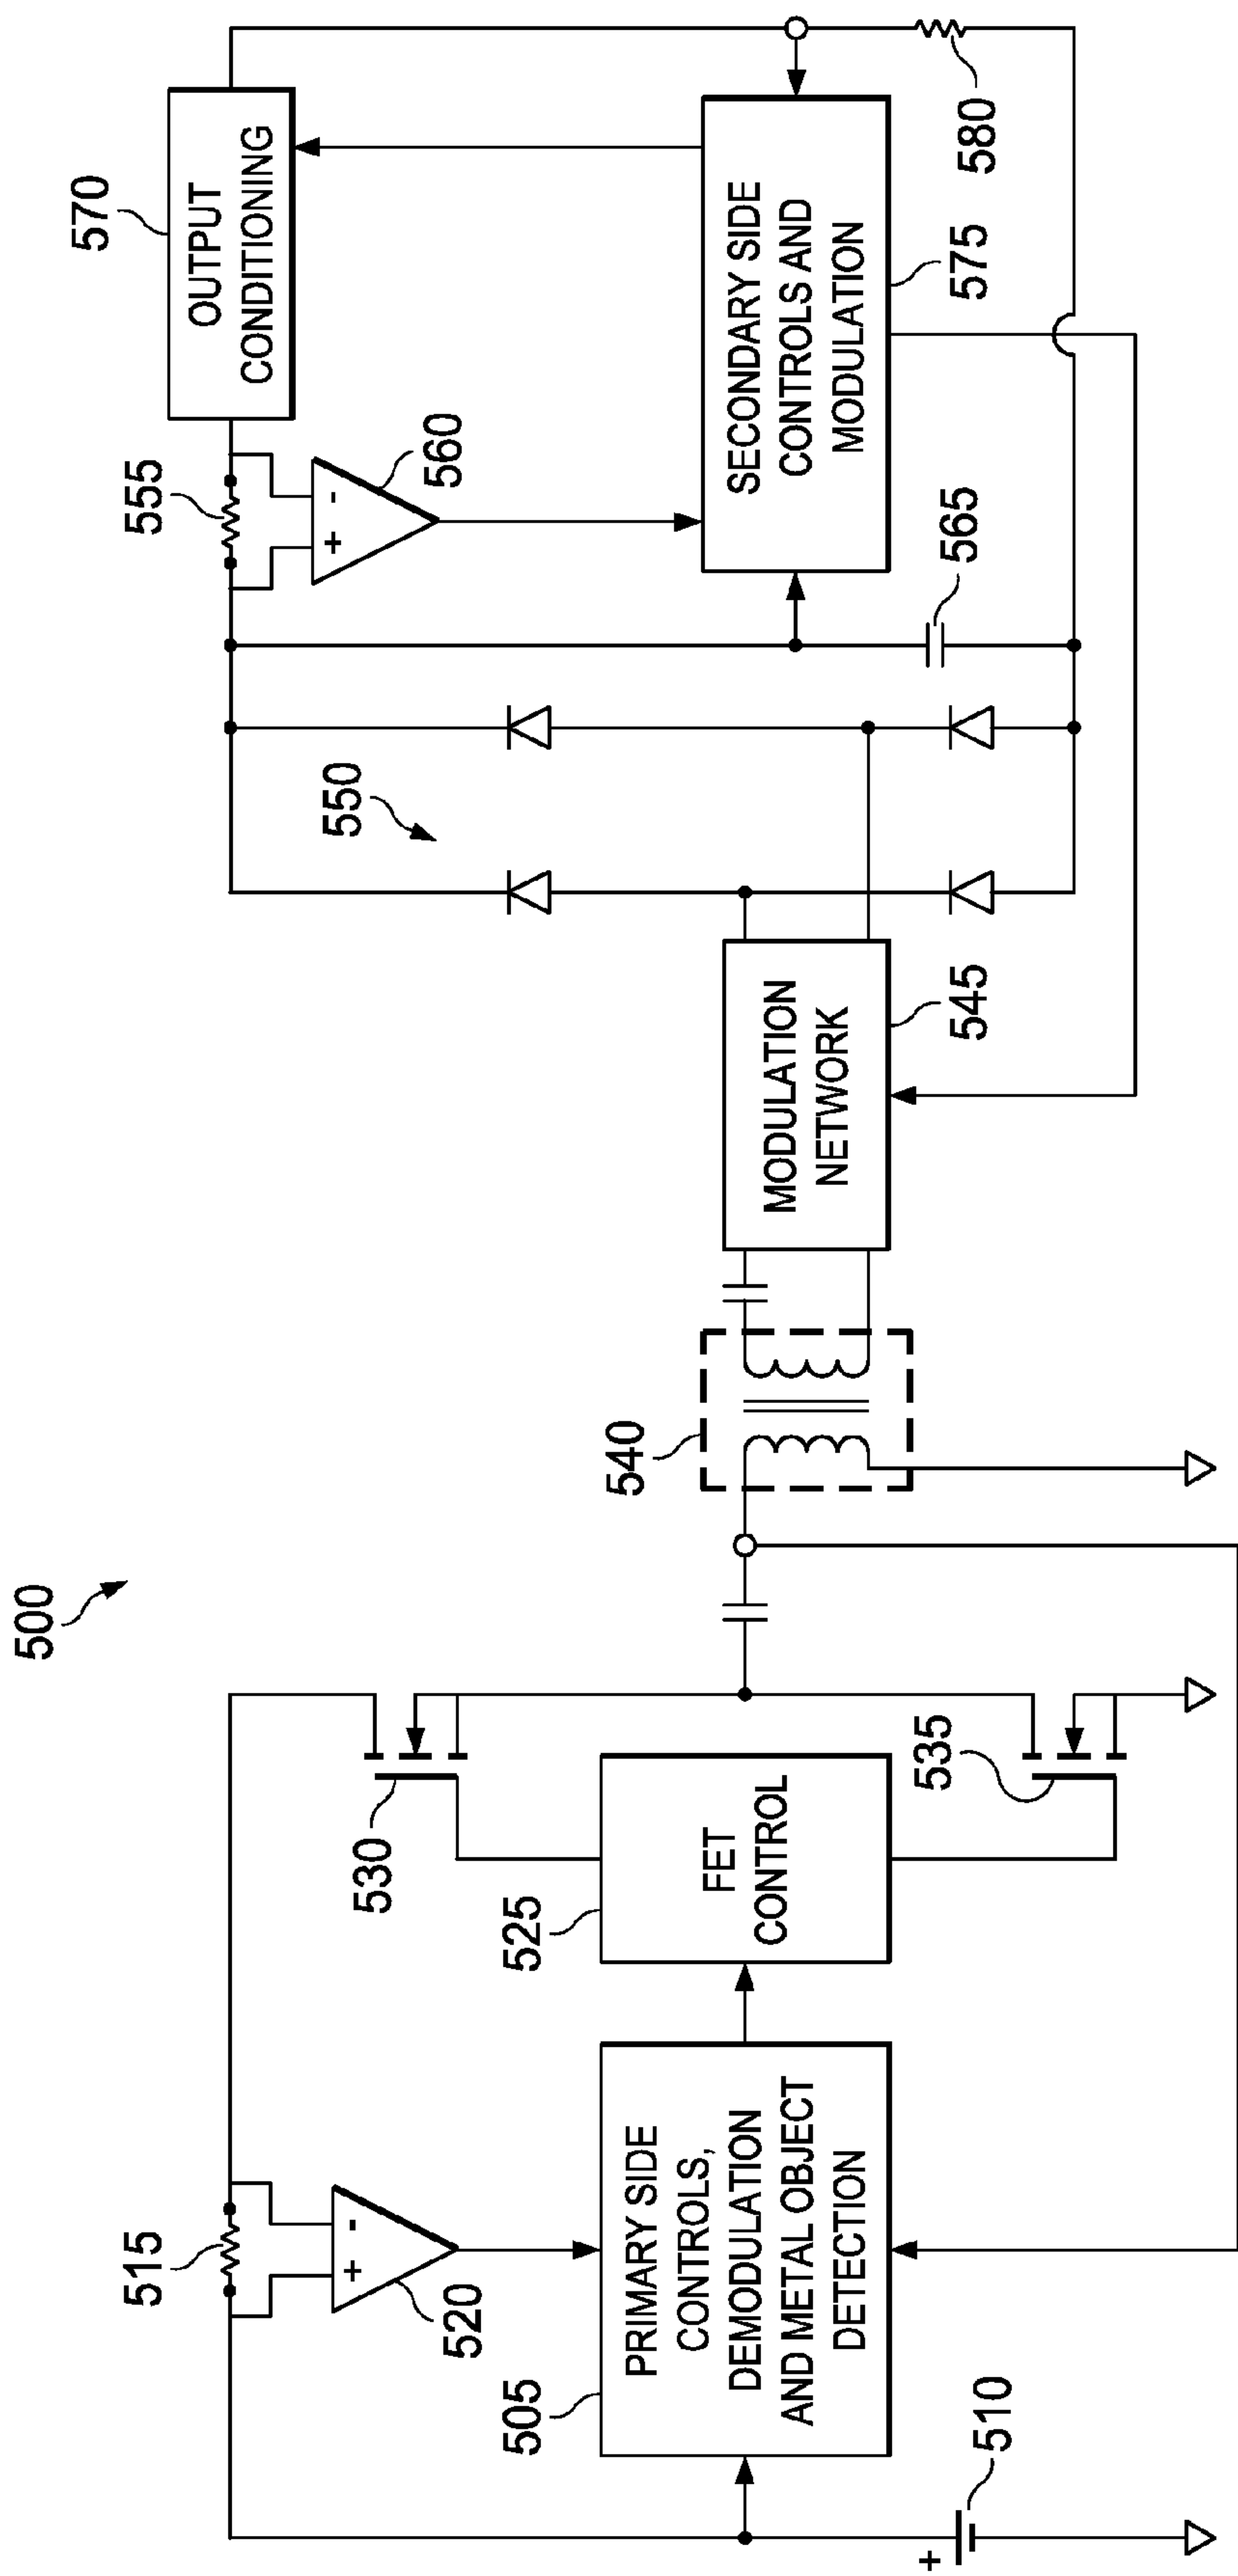 500
515
+
-
520
505
PRIMARY SIDE
CONTROLS,
DEMODULATION
AND METAL OBJECT
DETECTION
+
510
525
FET
CONTROL
530
535
540
MODULATION
NETWORK
545
550
555
+
-
560
565
570
OUTPUT
CONDITIONING
SECONDARY SIDE
CONTROLS AND
MODULATION
575
580